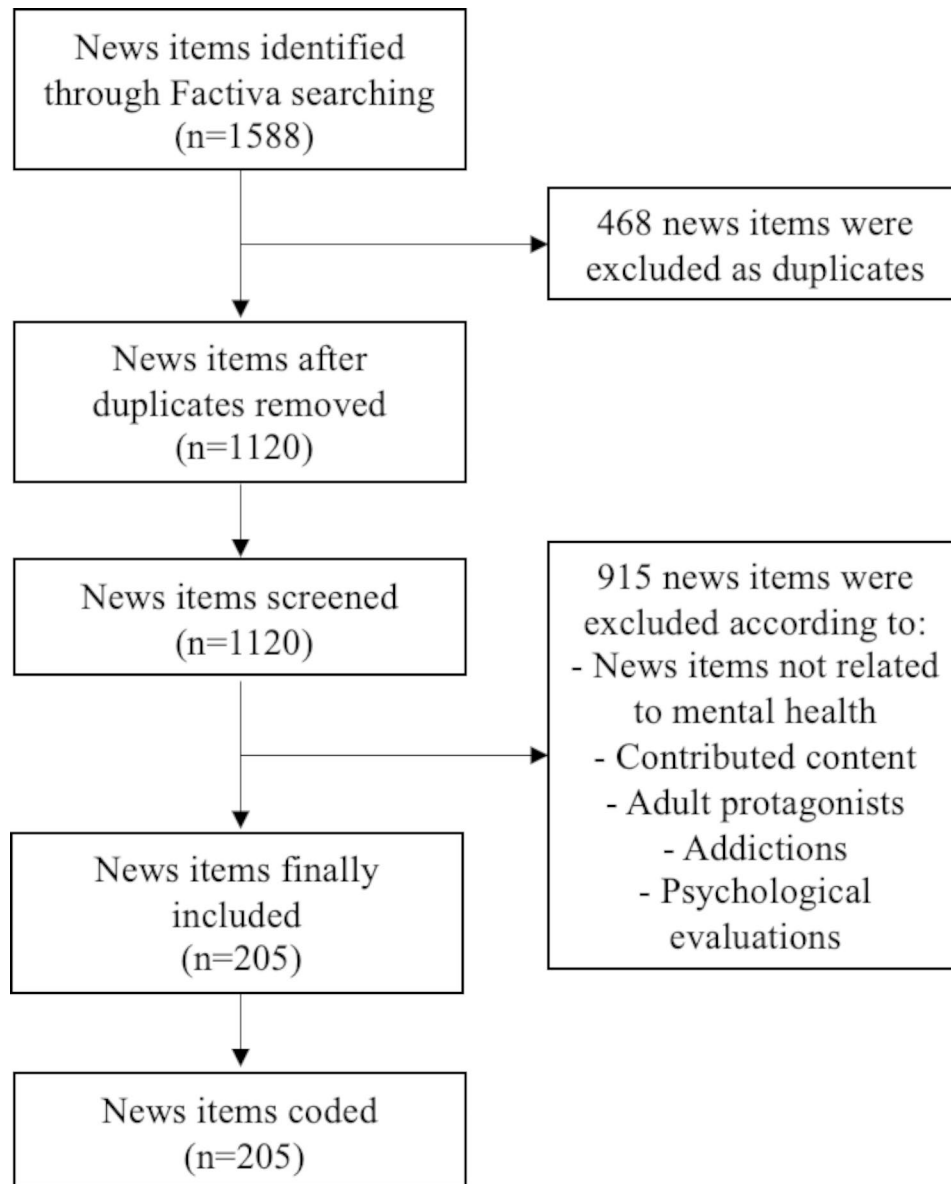 News items identified
through Factiva searching
(n=1588)
468 news items were
excluded as duplicates
News items after
duplicates removed
(n=1120)
News items screened
(n=1120)
915 news items were
excluded according to:
- News items not related
to mental health
- Contributed content
- Adult protagonists
- Addictions
- Psychological
evaluations
News items finally
included
(n=205)
News items coded
(n=205)